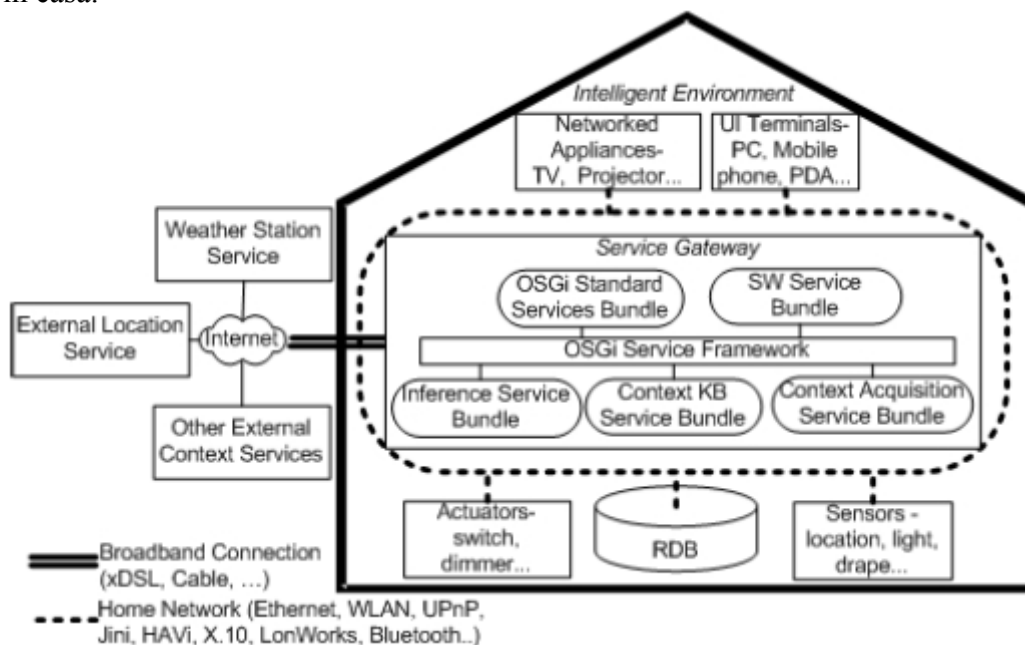 in casa.
Intelligent Environment
Networked
Appliances-
TV, Projector...
UI Terminals-
PC, Mobile
phone, PDA...
Weather Station
Service
External Location
Service
Internet
Other External
Context Services
Service Gateway
OSGi Standard
Services Bundle
SW Service
Bundle
OSGi Service Framework
Inference Service
Bundle
Context KB
Service Bundle
Context Acquisition
Service Bundle
Actuators-
switch,
dimmer...
RDB
Sensors -
location, light,
drape...
Broadband Connection
(xDSL, Cable, ...)
Home Network (Ethernet, WLAN, UPnP,
Jini, HAVi, X.10, LonWorks, Bluetooth..)